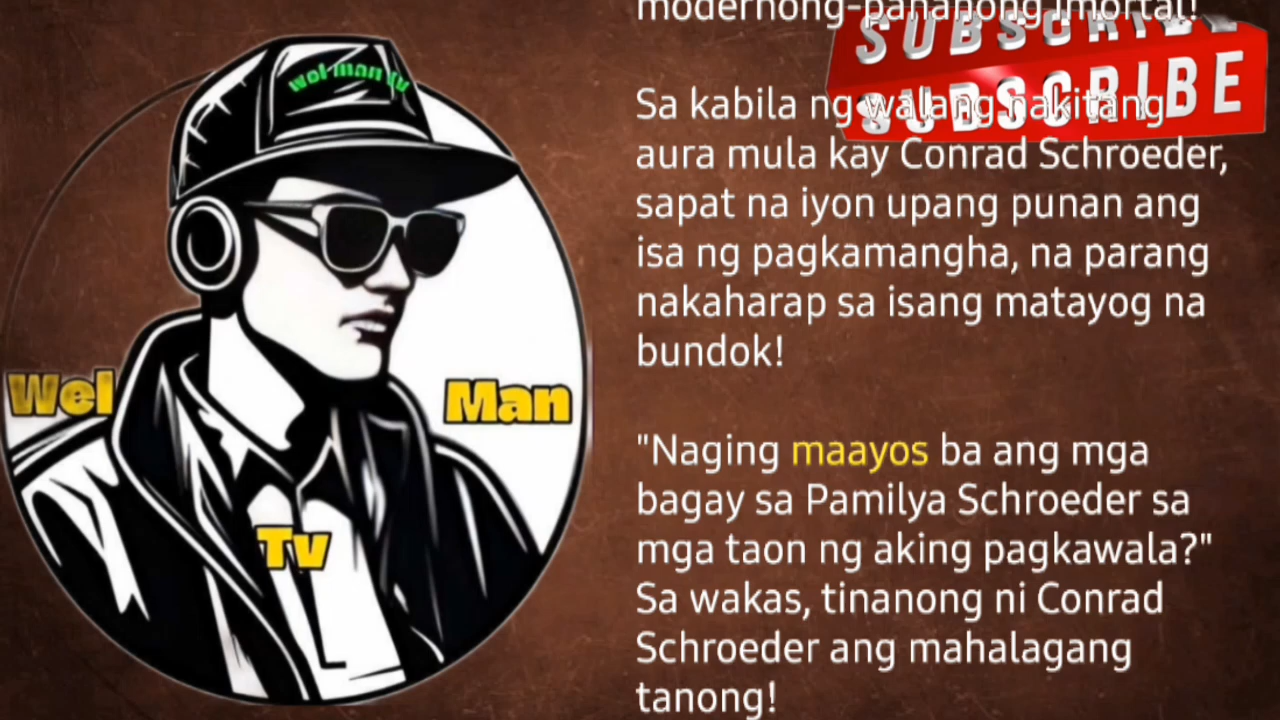 wel man tv
Wel
Man
Tv
SUBSCRIBE
SUBSCRIBE
modernong-panahong imortal!
Sa kabila ng walang nakitang
aura mula kay Conrad Schroeder,
sapat na iyon upang punan ang
isa ng pagkamangha, na parang
nakaharap sa isang matayog na
bundok!
"Naging maayos ba ang mga
bagay sa Pamilya Schroeder sa
mga taon ng aking pagkawala?"
Sa wakas, tinanong ni Conrad
Schroeder ang mahalagang
tanong!